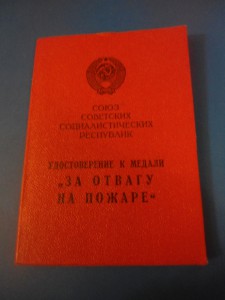 СОЮЗ
СОВЕТСКИХ
СОЦИАЛИСТИЧЕСКИХ
РЕСПУБЛИК
УДОСТОВЕРЕНИЕ К МЕДАЛИ
„ЗА ОТВАГУ
НА ПОЖАРЕ“